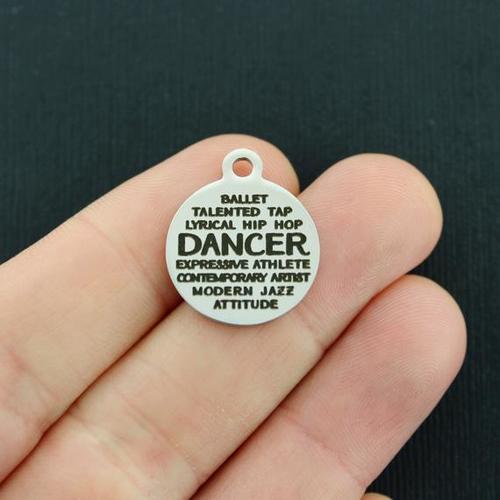 BALLET
TALENTED TAP
LYRICAL HIP HOP
DANCER
EXPRESSIVE ATHLETE
CONTEMPORARY ARTIST
MODERN JAZZ
ATTITUDE